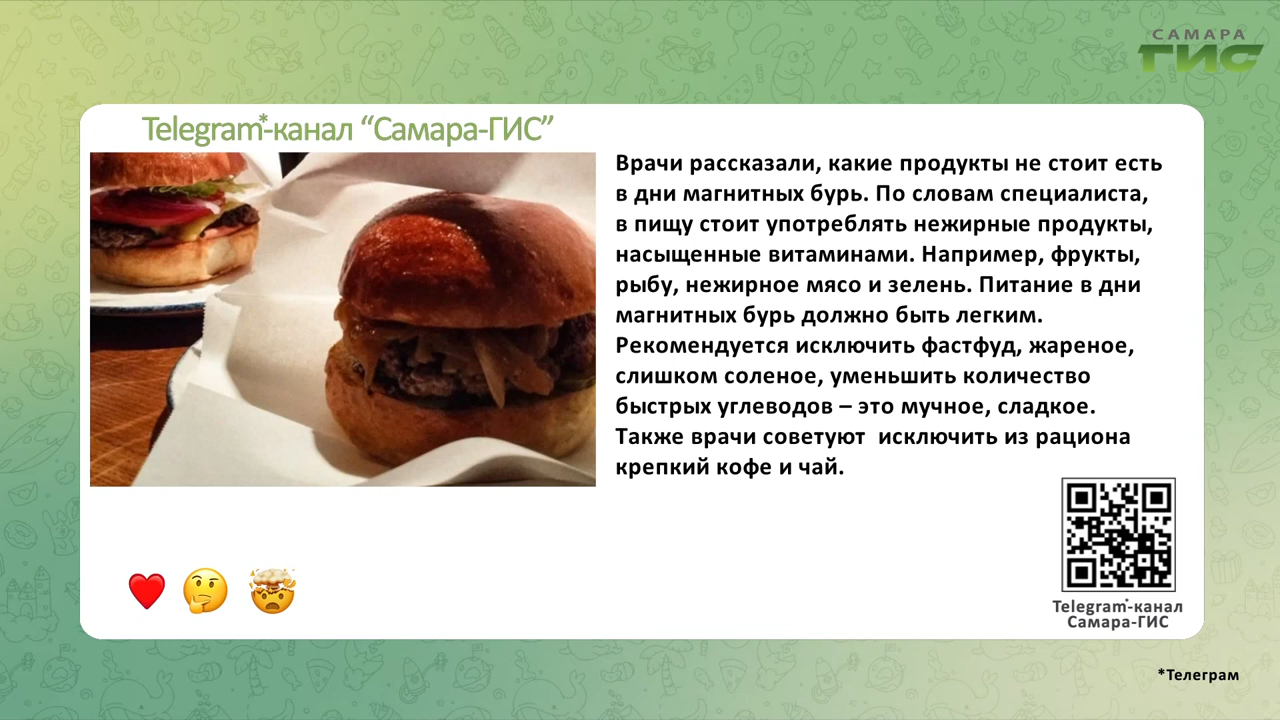 САМАРА
ГИС
Telegram*-канал “Самара-ГИС”
Врачи рассказали, какие продукты не стоит есть
в дни магнитных бурь. По словам специалиста,
в пищу стоит употреблять нежирные продукты,
насыщенные витаминами. Например, фрукты,
рыбу, нежирное мясо и зелень. Питание в дни
магнитных бурь должно быть легким.
Рекомендуется исключить фастфуд, жареное,
слишком соленое, уменьшить количество
быстрых углеводов – это мучное, сладкое.
Также врачи советуют  исключить из рациона
крепкий кофе и чай.
Telegram*-канал
Самара-ГИС
*Телеграм